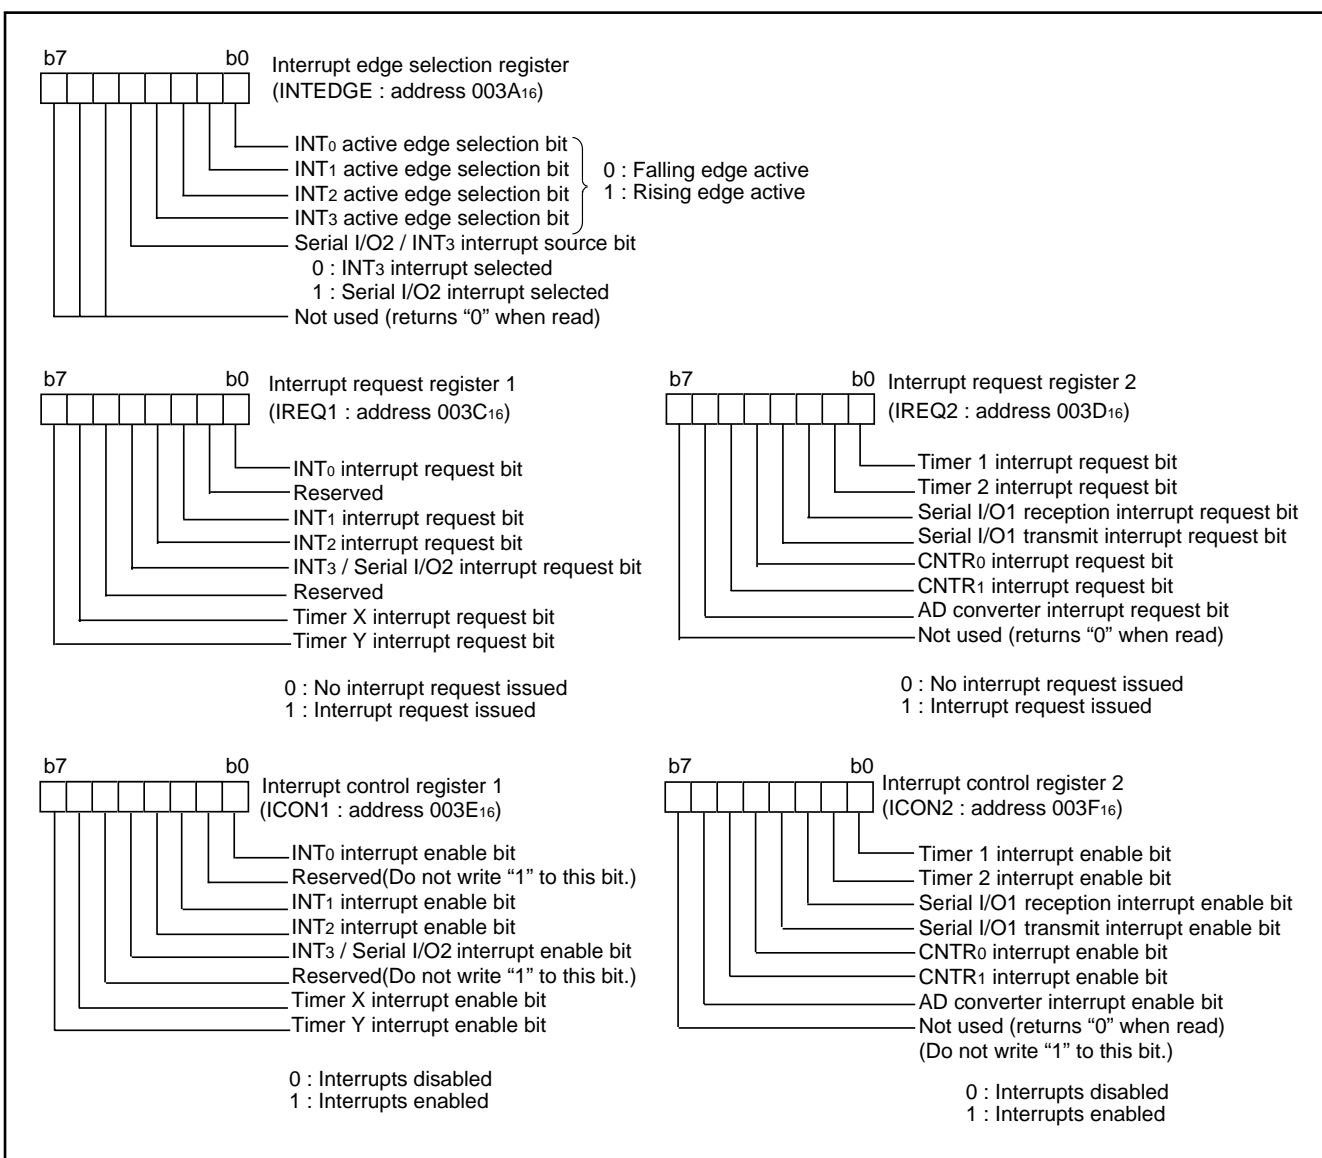 b7 b0
Interrupt edge selection register
(INTEDGE : address 003A16)
INT0 active edge selection bit
INT1 active edge selection bit
INT2 active edge selection bit
INT3 active edge selection bit
0 : Falling edge active
1 : Rising edge active
Serial I/O2 / INT3 interrupt source bit
0 : INT3 interrupt selected
1 : Serial I/O2 interrupt selected
Not used (returns “0” when read)
b7 b0
Interrupt request register 1
(IREQ1 : address 003C16)
INT0 interrupt request bit
Reserved
INT1 interrupt request bit
INT2 interrupt request bit
INT3 / Serial I/O2 interrupt request bit
Reserved
Timer X interrupt request bit
Timer Y interrupt request bit
0 : No interrupt request issued
1 : Interrupt request issued
b7 b0
Interrupt request register 2
(IREQ2 : address 003D16)
Timer 1 interrupt request bit
Timer 2 interrupt request bit
Serial I/O1 reception interrupt request bit
Serial I/O1 transmit interrupt request bit
CNTR0 interrupt request bit
CNTR1 interrupt request bit
AD converter interrupt request bit
Not used (returns “0” when read)
0 : No interrupt request issued
1 : Interrupt request issued
b7 b0
Interrupt control register 1
(ICON1 : address 003E16)
INT0 interrupt enable bit
Reserved(Do not write “1” to this bit.)
INT1 interrupt enable bit
INT2 interrupt enable bit
INT3 / Serial I/O2 interrupt enable bit
Reserved(Do not write “1” to this bit.)
Timer X interrupt enable bit
Timer Y interrupt enable bit
0 : Interrupts disabled
1 : Interrupts enabled
b7 b0
Interrupt control register 2
(ICON2 : address 003F16)
Timer 1 interrupt enable bit
Timer 2 interrupt enable bit
Serial I/O1 reception interrupt enable bit
Serial I/O1 transmit interrupt enable bit
CNTR0 interrupt enable bit
CNTR1 interrupt enable bit
AD converter interrupt enable bit
Not used (returns “0” when read)
(Do not write “1” to this bit.)
0 : Interrupts disabled
1 : Interrupts enabled